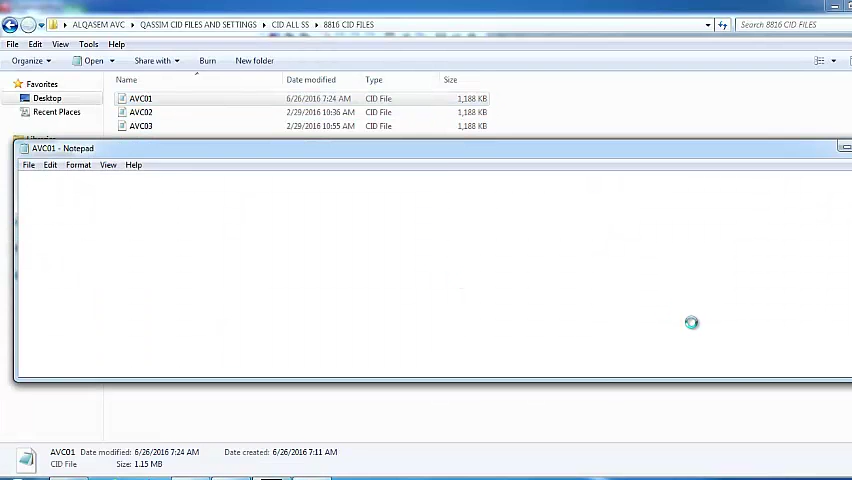 ALQASEM AVC QASSIM CID FILES AND SETTINGS CID ALL SS 8816 CID FILES Search 8816 CID FILES
File Edit View Tools Help
Organize Open Share with Burn New folder
Favorites
Desktop
Recent Places
Name Date modified Type Size
AVC01 6/26/2016 7:24 AM CID File 1,188 KB
AVC02 2/29/2016 10:36 AM CID File 1,188 KB
AVC03 2/29/2016 10:55 AM CID File 1,188 KB
AVC01 - Notepad
File Edit Format View Help
AVC01 Date modified: 6/26/2016 7:24 AM Date created: 6/26/2016 7:11 AM
CID File Size: 1.15 MB